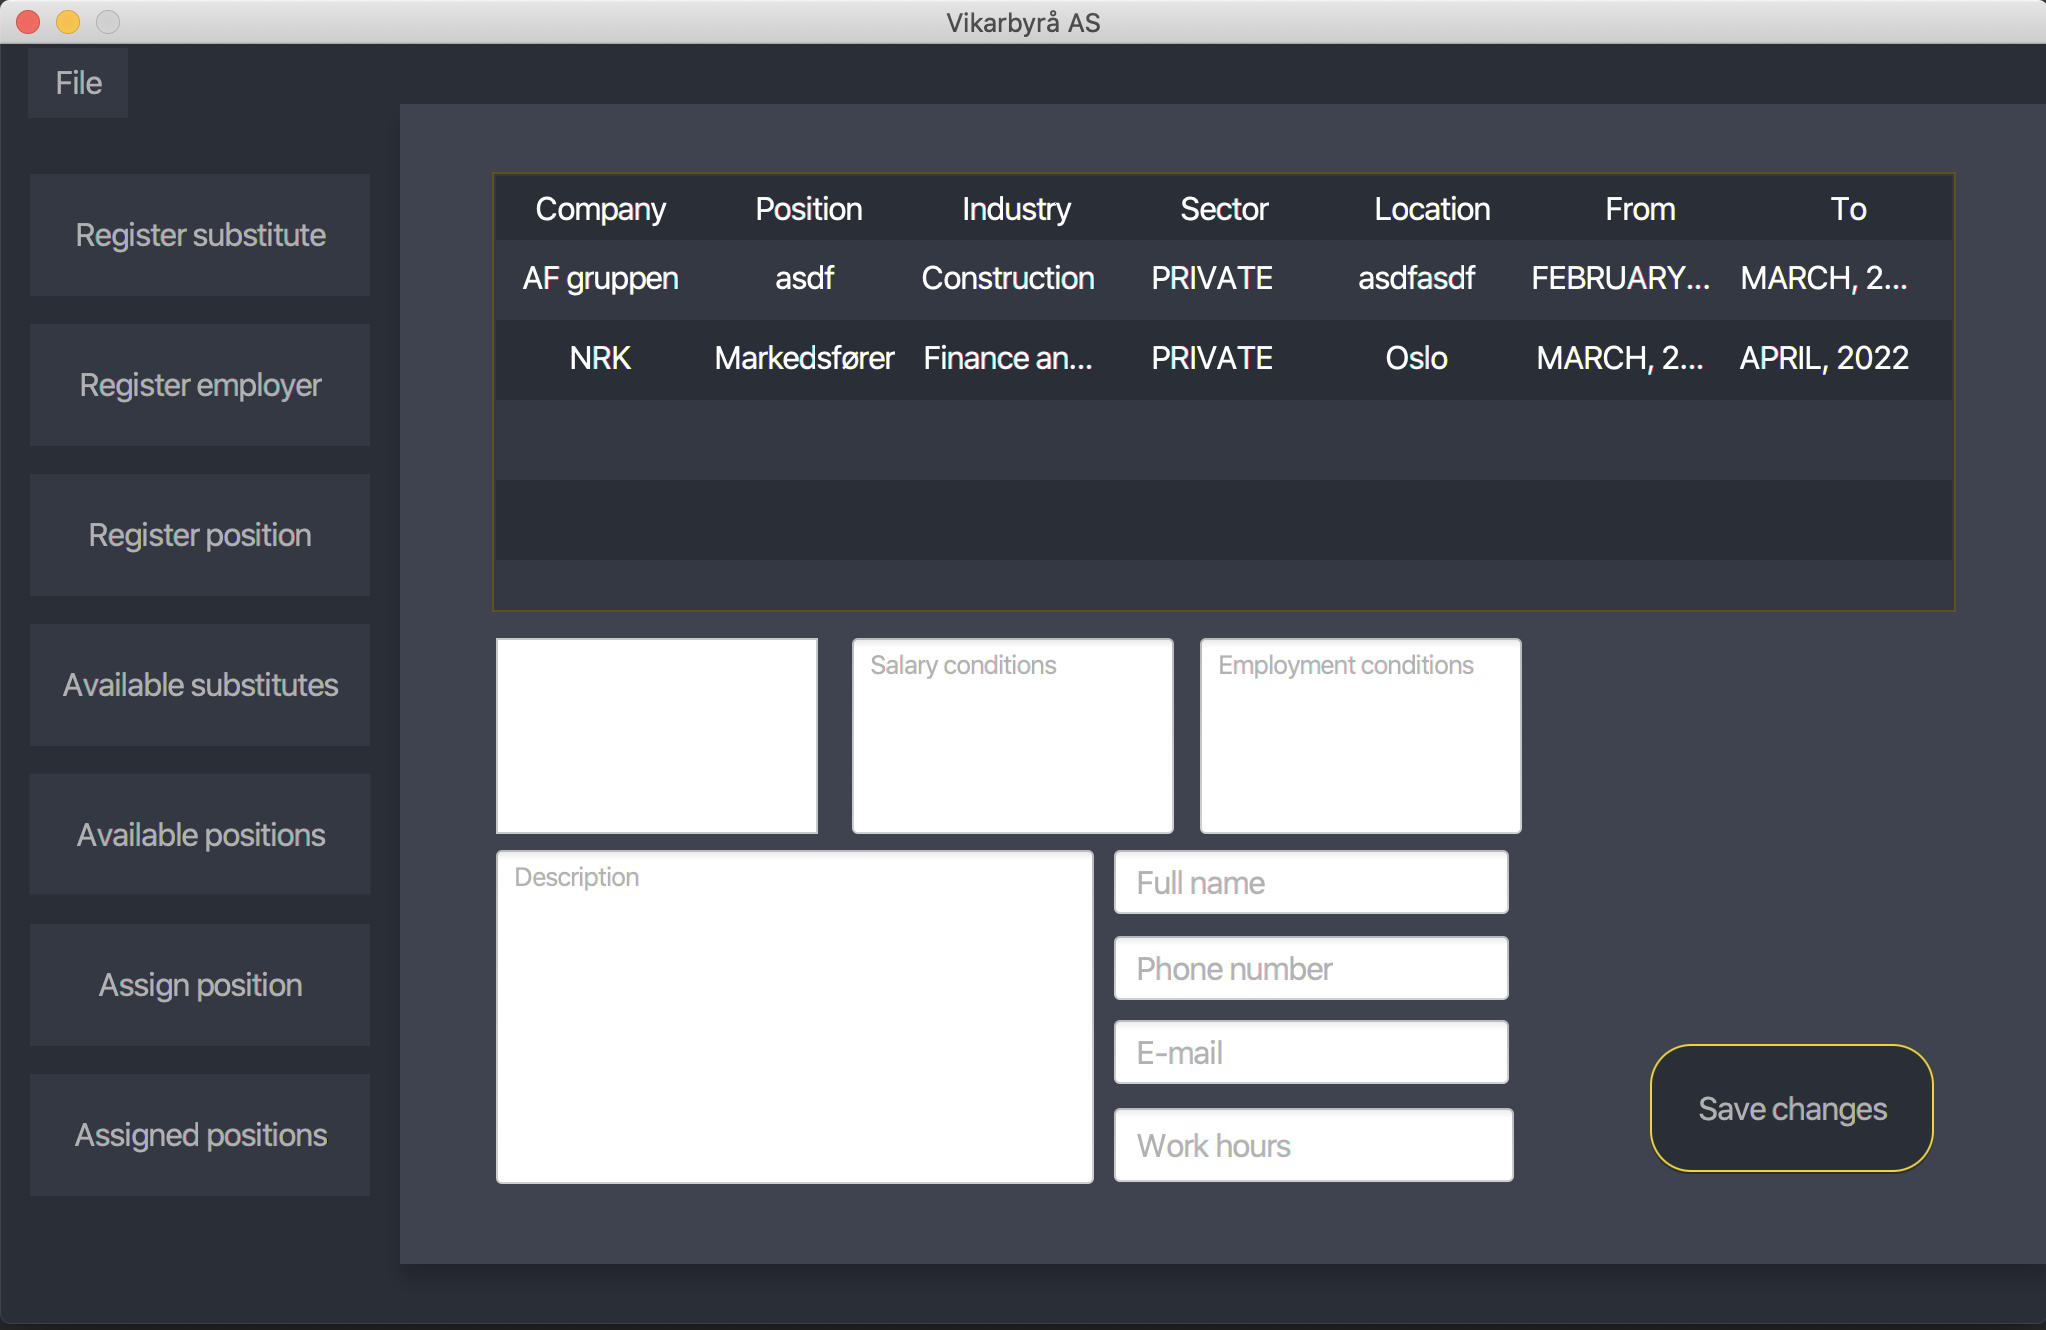 Vikarbyrå AS
File
Register substitute
Register employer
Register position
Available substitutes
Available positions
Assign position
Assigned positions
Company Position Industry Sector Location From To
AF gruppen asdf Construction PRIVATE asdfasdf FEBRUARY... MARCH, 2...
NRK Markedsfører Finance an... PRIVATE Oslo MARCH, 2... APRIL, 2022
Salary conditions
Employment conditions
Description
Full name
Phone number
E-mail
Work hours
Save changes